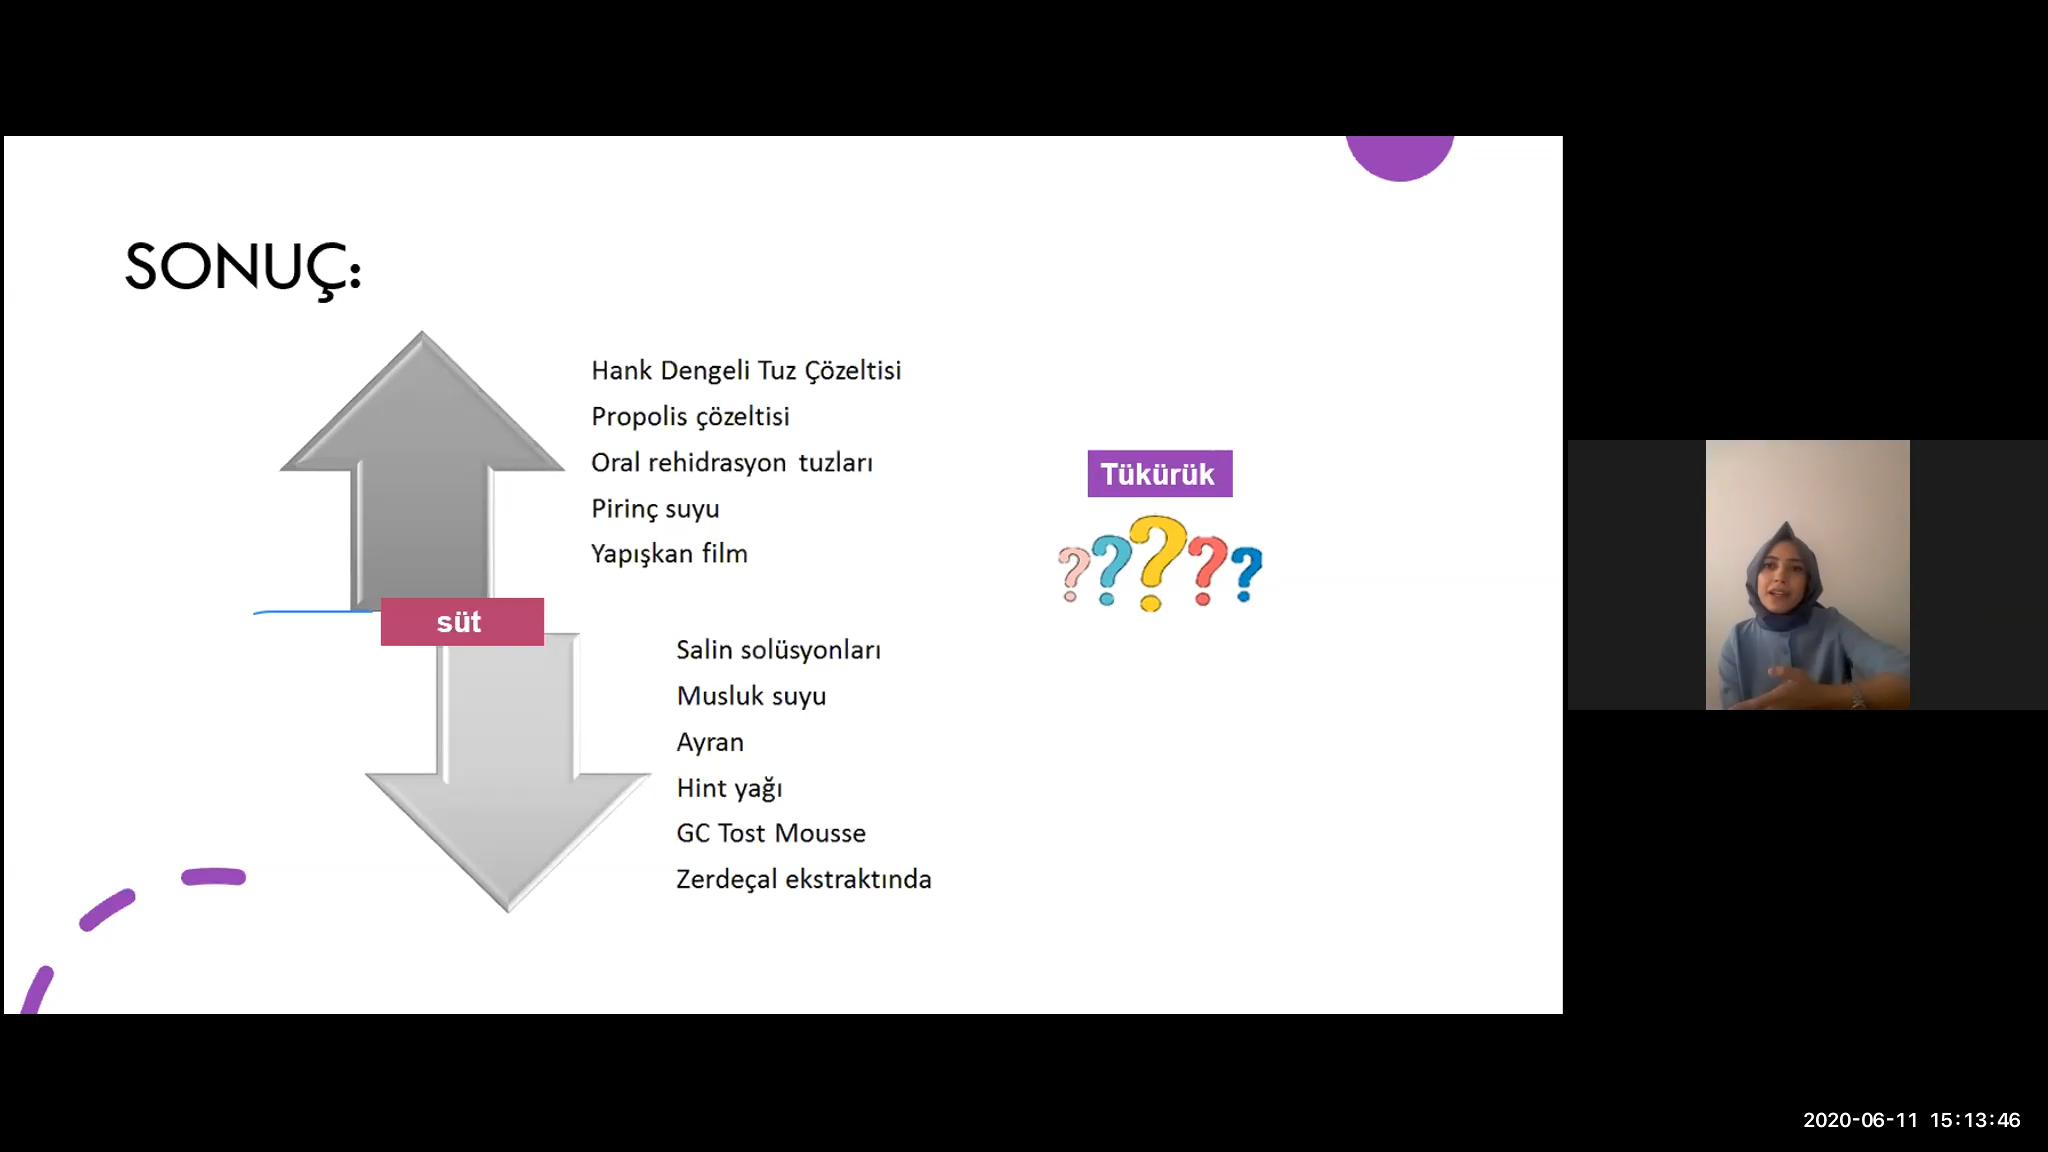 SONUÇ:
Hank Dengeli Tuz Çözeltisi
Propolis çözeltisi
Oral rehidrasyon tuzları
Pirinç suyu
Yapışkan film
Tükürük
?????
süt
Salin solüsyonları
Musluk suyu
Ayran
Hint yağı
GC Tost Mousse
Zerdeçal ekstraktında
2020-06-11 15:13:46